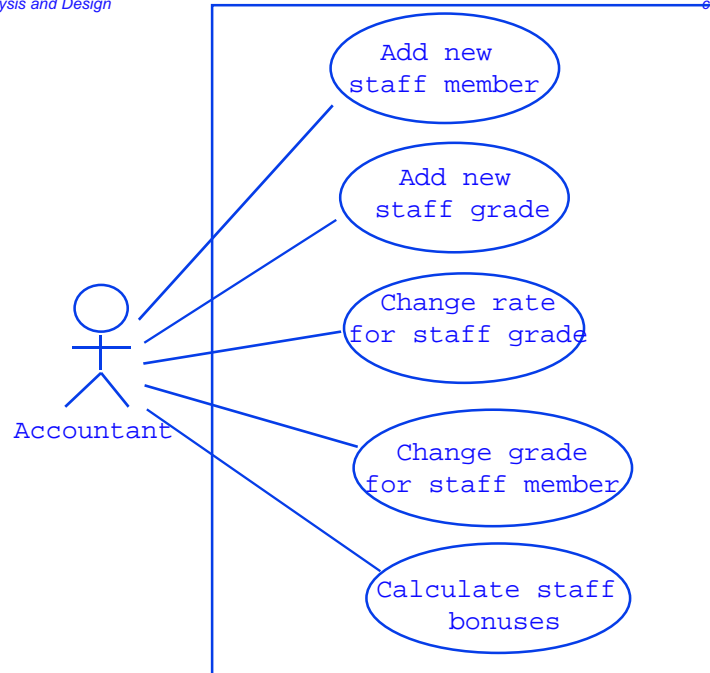 ysis and Design
Add new
staff member
Add new
staff grade
Change rate
for staff grade
Accountant
Change grade
for staff member
Calculate staff
bonuses